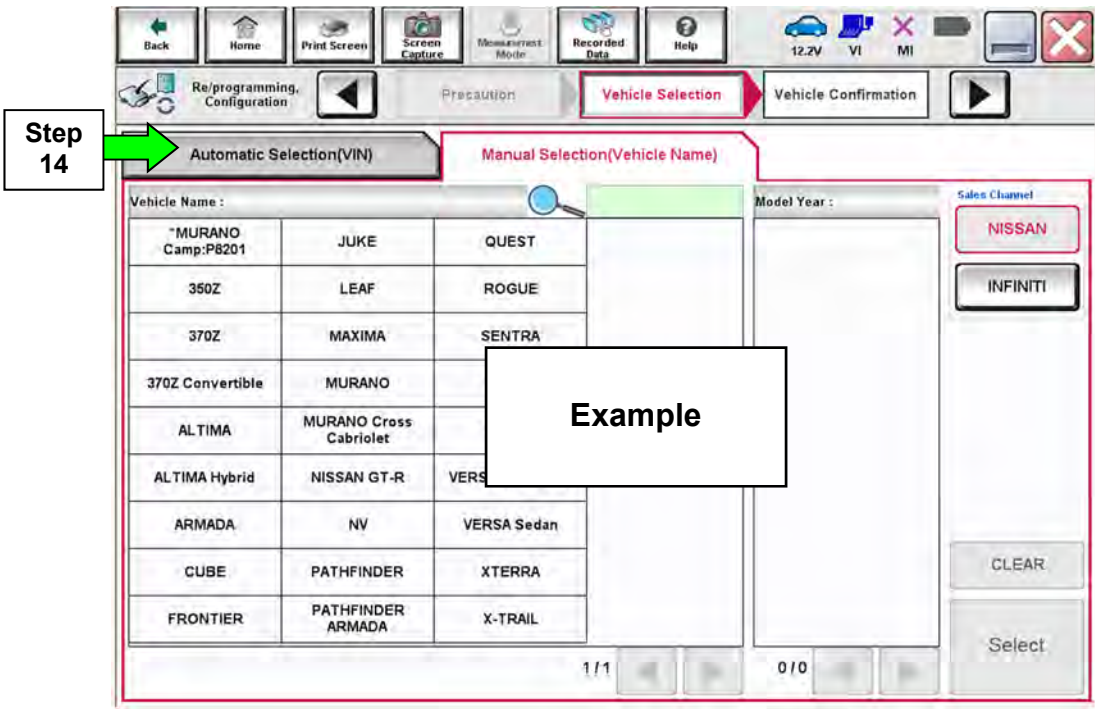 Back
Home
Print Screen
Screen
Capture
Measurement
Mode
Recorded
Data
Help
12.2V
VI
MI
Re/programming,
Configuration
Precaution
Vehicle Selection
Vehicle Confirmation
Step
14
Automatic Selection(VIN)
Manual Selection(Vehicle Name)
Vehicle Name :
Model Year :
Sales Channel
*MURANO
Camp:P8201
JUKE
QUEST
NISSAN
350Z
LEAF
ROGUE
INFINITI
370Z
MAXIMA
SENTRA
370Z Convertible
MURANO
Example
ALTIMA
MURANO Cross
Cabriolet
ALTIMA Hybrid
NISSAN GT-R
VERS
ARMADA
NV
VERSA Sedan
CUBE
PATHFINDER
XTERRA
CLEAR
FRONTIER
PATHFINDER
ARMADA
X-TRAIL
Select
1/1
0/0